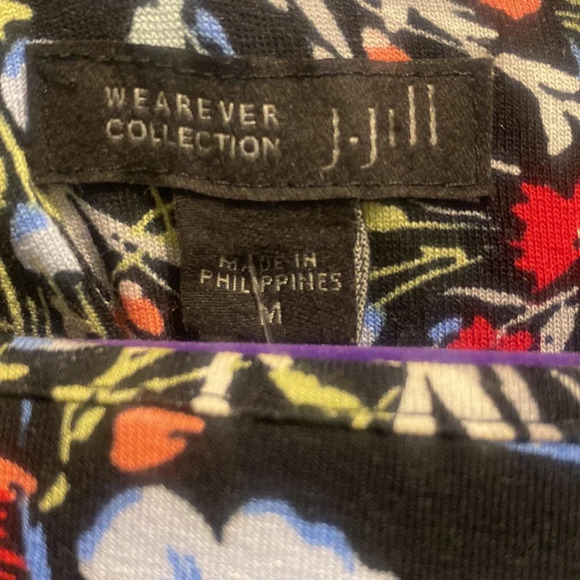 WEAREVER
COLLECTION
J.Jill
MADE IN
PHILIPPINES
M